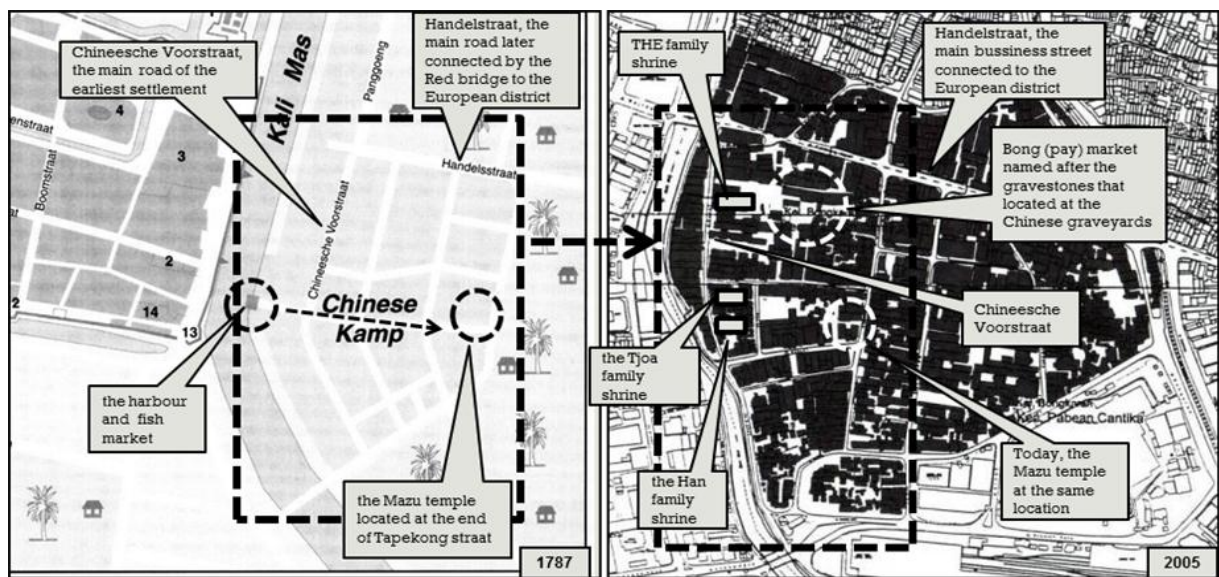 Chineesche Voorstraat,
the main road of the
earliest settlement
Handelstraat, the
main road later
connected by the
Red bridge to the
European district
Kali Mas
Panggoeng
4
3
enstraat
Boomstraat
Handelsstraat
Chineesche Voorstraat
2
2
14
13
Chinese
Kamp
the harbour
and fish
market
the Mazu temple
located at the end
of Tapekong straat
1787
THE family
shrine
Handelstraat, the
main bussiness street
connected to the
European district
Bong (pay) market
named after the
gravestones that
located at the
Chinese graveyards
Chineesche
Voorstraat
the Tjoa
family
shrine
Kec. Pabean Cantika
the Han
family
shrine
Today, the
Mazu temple
at the same
location
2005